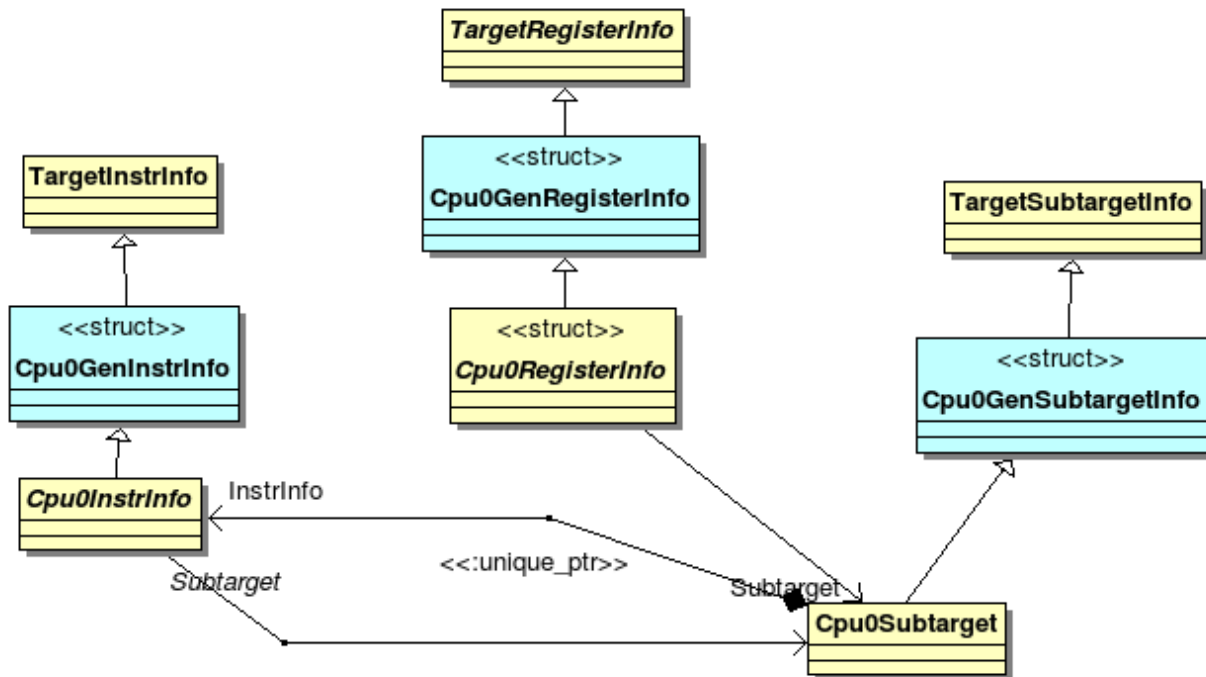 TargetRegisterInfo
<<struct>>
Cpu0GenRegisterInfo
TargetInstrInfo
TargetSubtargetInfo
<<struct>>
Cpu0GenInstrInfo
<<struct>>
Cpu0RegisterInfo
<<struct>>
Cpu0GenSubtargetInfo
Cpu0InstrInfo
InstrInfo
<<:unique_ptr>>
Subtarget
Subtarget
Cpu0Subtarget